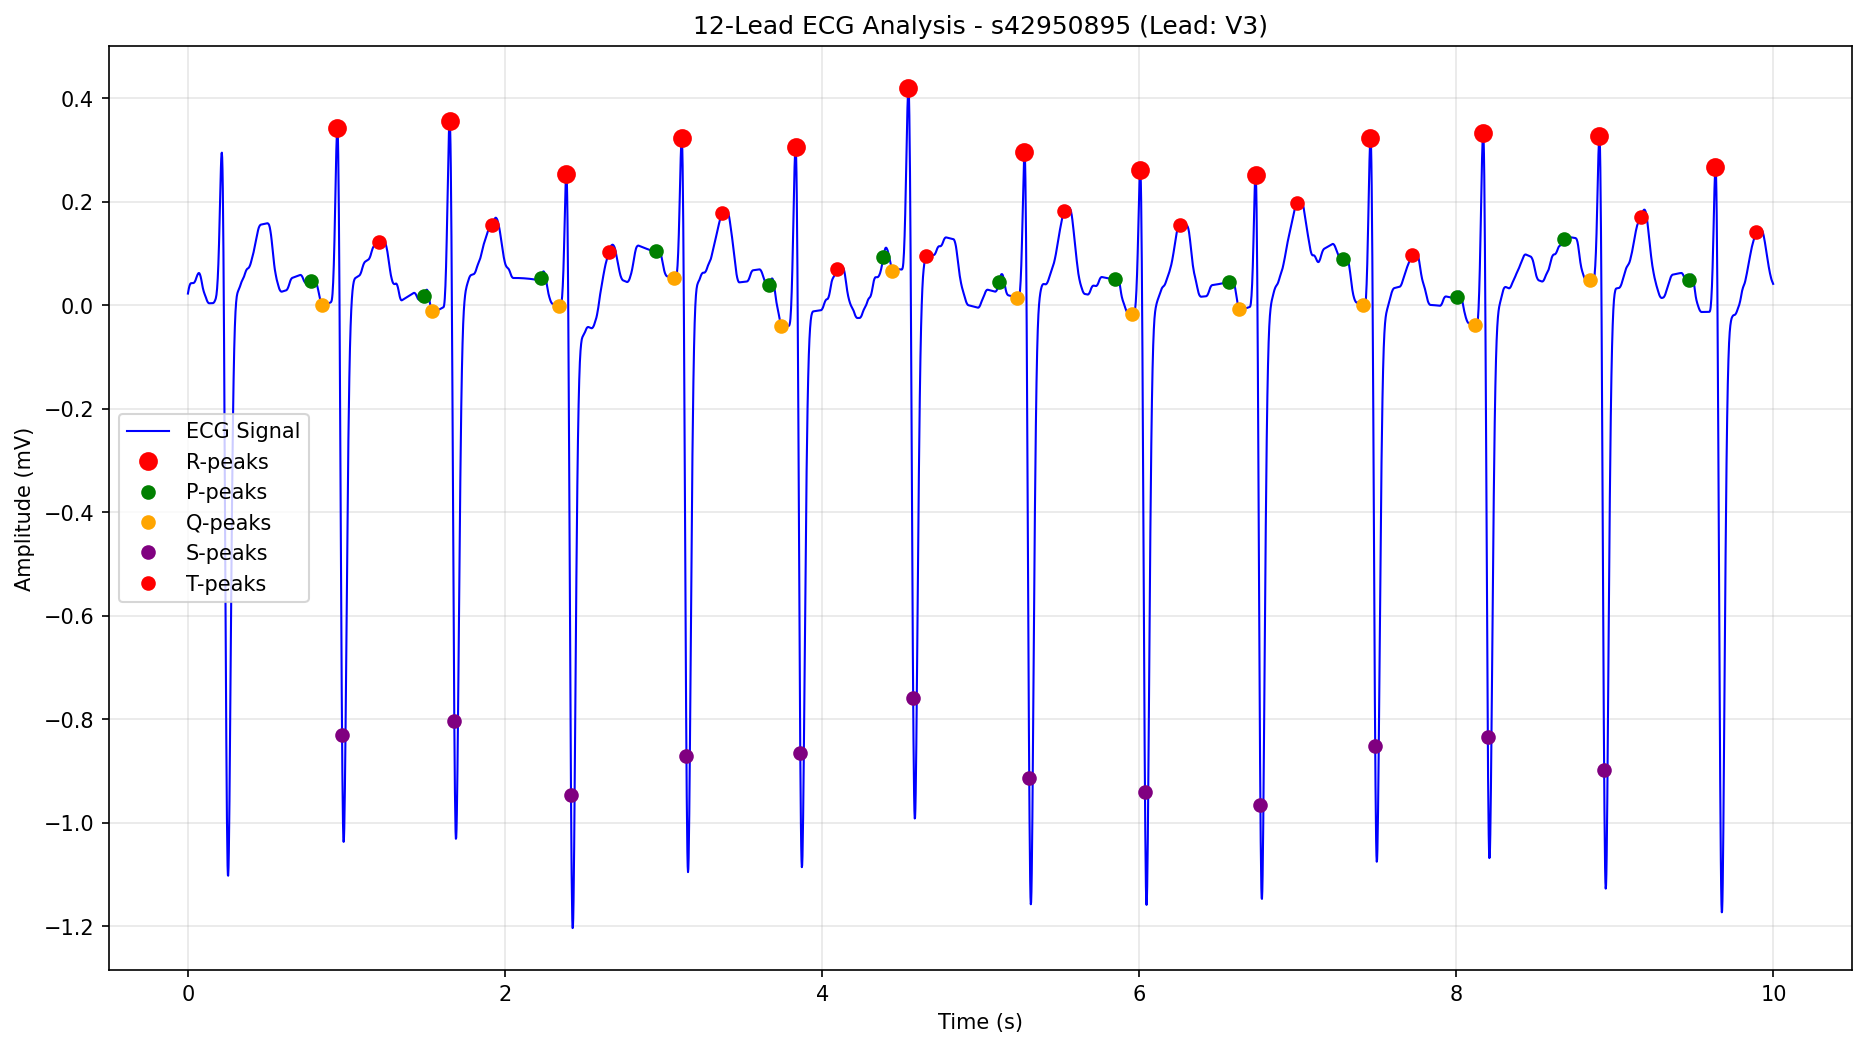 12-Lead ECG Analysis - s42950895 (Lead: V3)
Amplitude (mV)
0.4
0.2
0.0
−0.2
−0.4
−0.6
−0.8
−1.0
−1.2
ECG Signal
R-peaks
P-peaks
Q-peaks
S-peaks
T-peaks
0 2 4 6 8 10
Time (s)